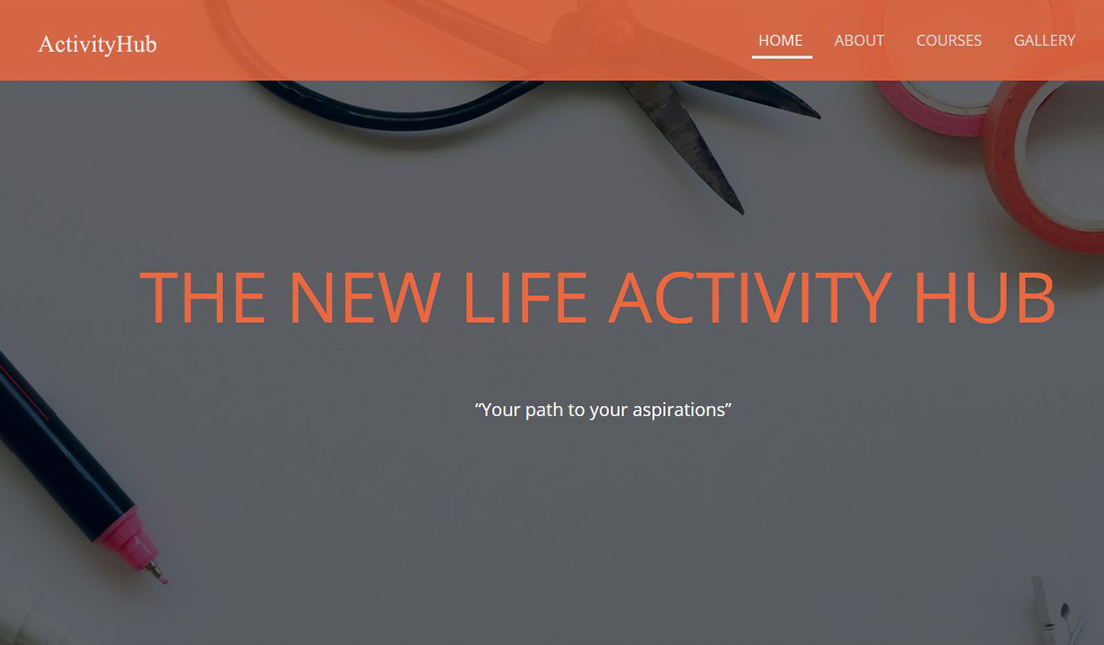 ActivityHub
HOME ABOUT COURSES GALLERY
THE NEW LIFE ACTIVITY HUB
“Your path to your aspirations”